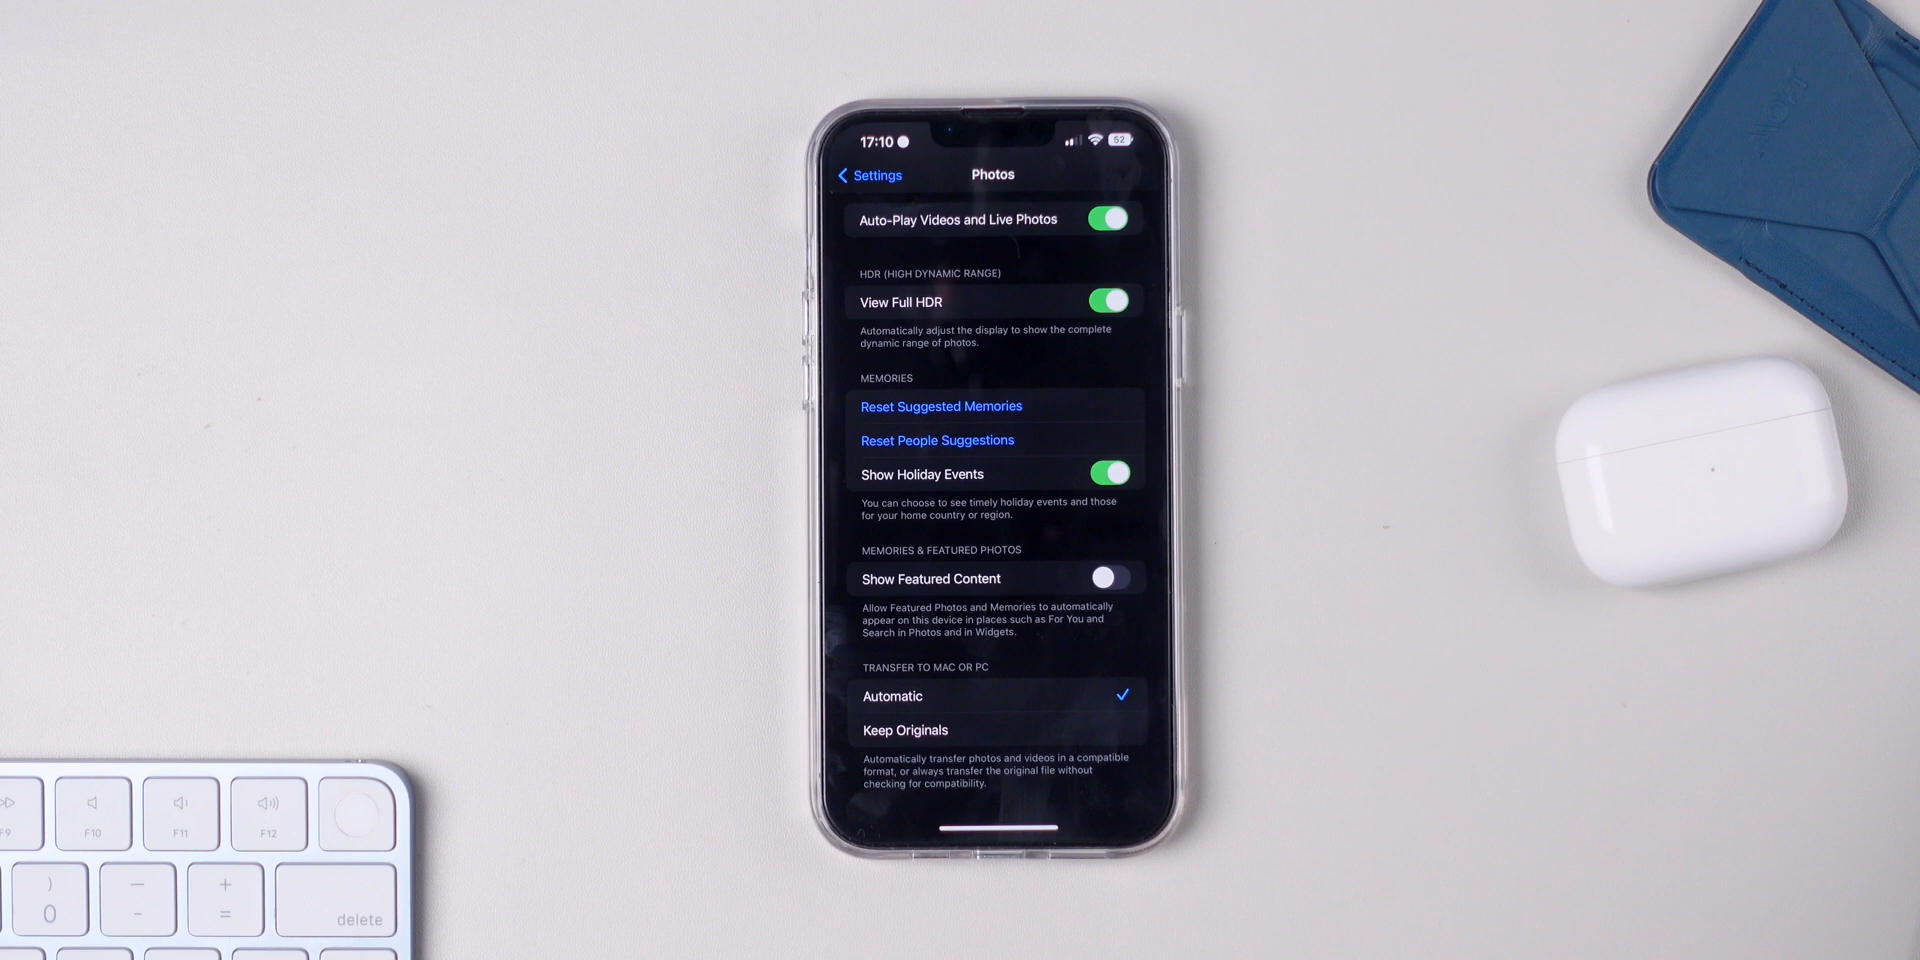 17:10
52
Settings
Photos
Auto-Play Videos and Live Photos
HDR (HIGH DYNAMIC RANGE)
View Full HDR
Automatically adjust the display to show the complete
dynamic range of photos.
MEMORIES
Reset Suggested Memories
Reset People Suggestions
Show Holiday Events
You can choose to see timely holiday events and those
for your home country or region.
MEMORIES & FEATURED PHOTOS
Show Featured Content
Allow Featured Photos and Memories to automatically
appear on this device in places such as For You and
Search in Photos and in Widgets.
TRANSFER TO MAC OR PC
Automatic
Keep Originals
Automatically transfer photos and videos in a compatible
format, or always transfer the original file without
checking for compatibility.
F9
F10
F11
F12
)
0
—
-
+
=
delete
MOFT